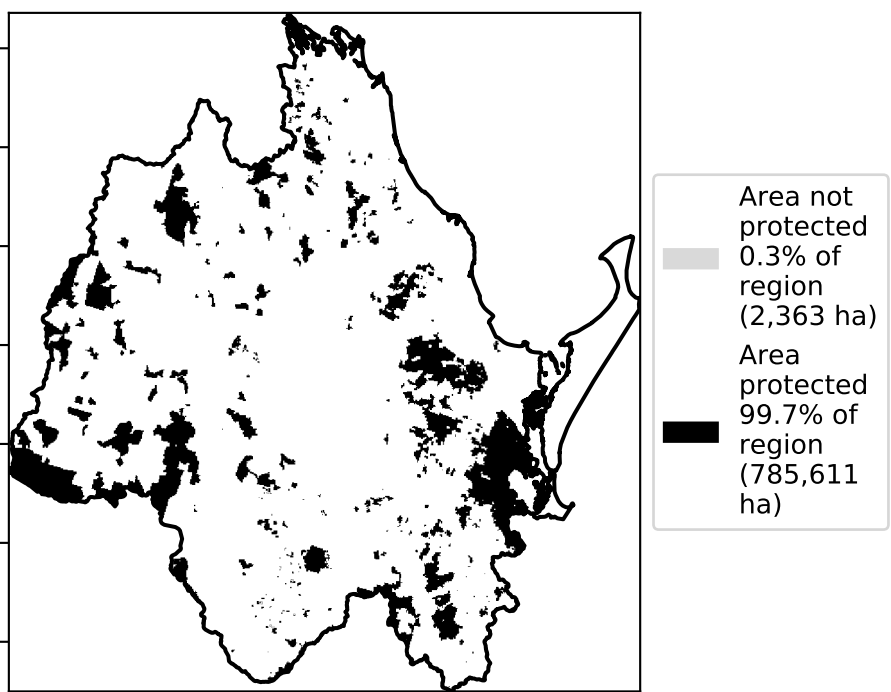 Area not
protected
0.3% of
region
(2,363 ha)
Area
protected
99.7% of
region
(785,611
ha)